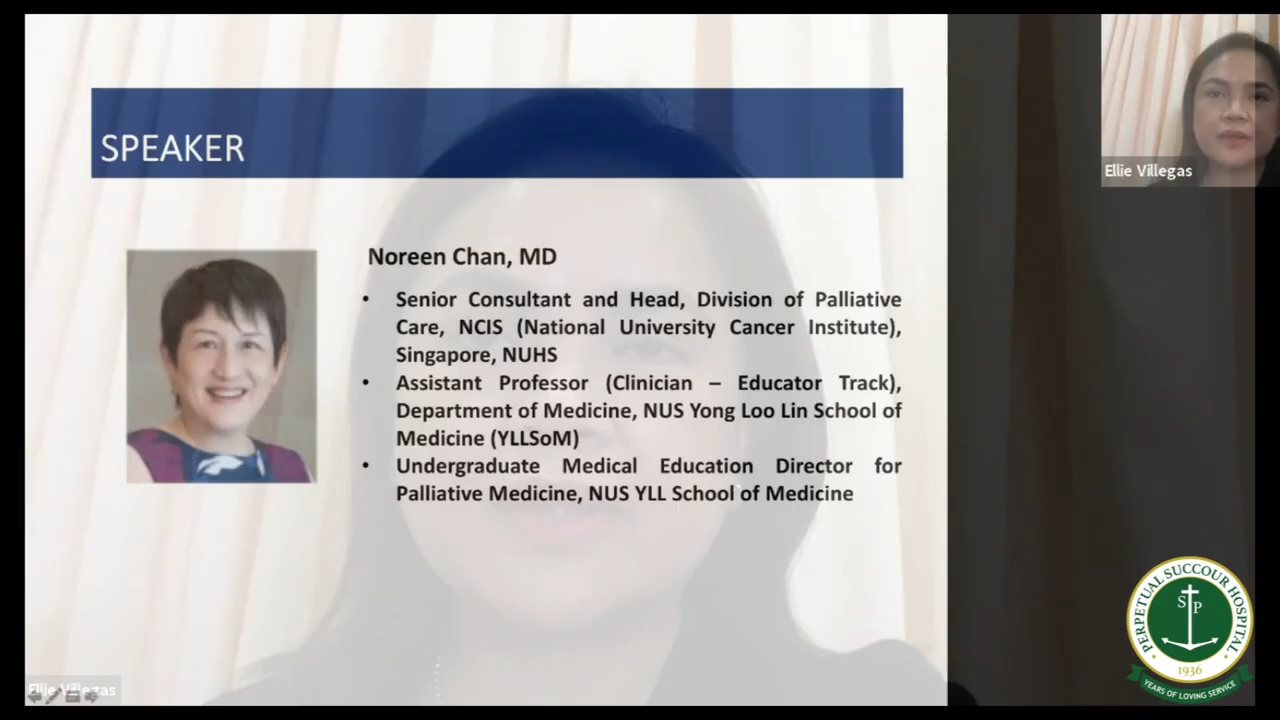 SPEAKER
Noreen Chan, MD
• Senior Consultant and Head, Division of Palliative
Care, NCIS (National University Cancer Institute),
Singapore, NUHS
• Assistant Professor (Clinician – Educator Track),
Department of Medicine, NUS Yong Loo Lin School of
Medicine (YLLSoM)
• Undergraduate Medical Education Director for
Palliative Medicine, NUS YLL School of Medicine
Ellie Villegas
Ellie Villegas
PERPETUAL SUCCOUR HOSPITAL
S P
1936
YEARS OF LOVING SERVICE